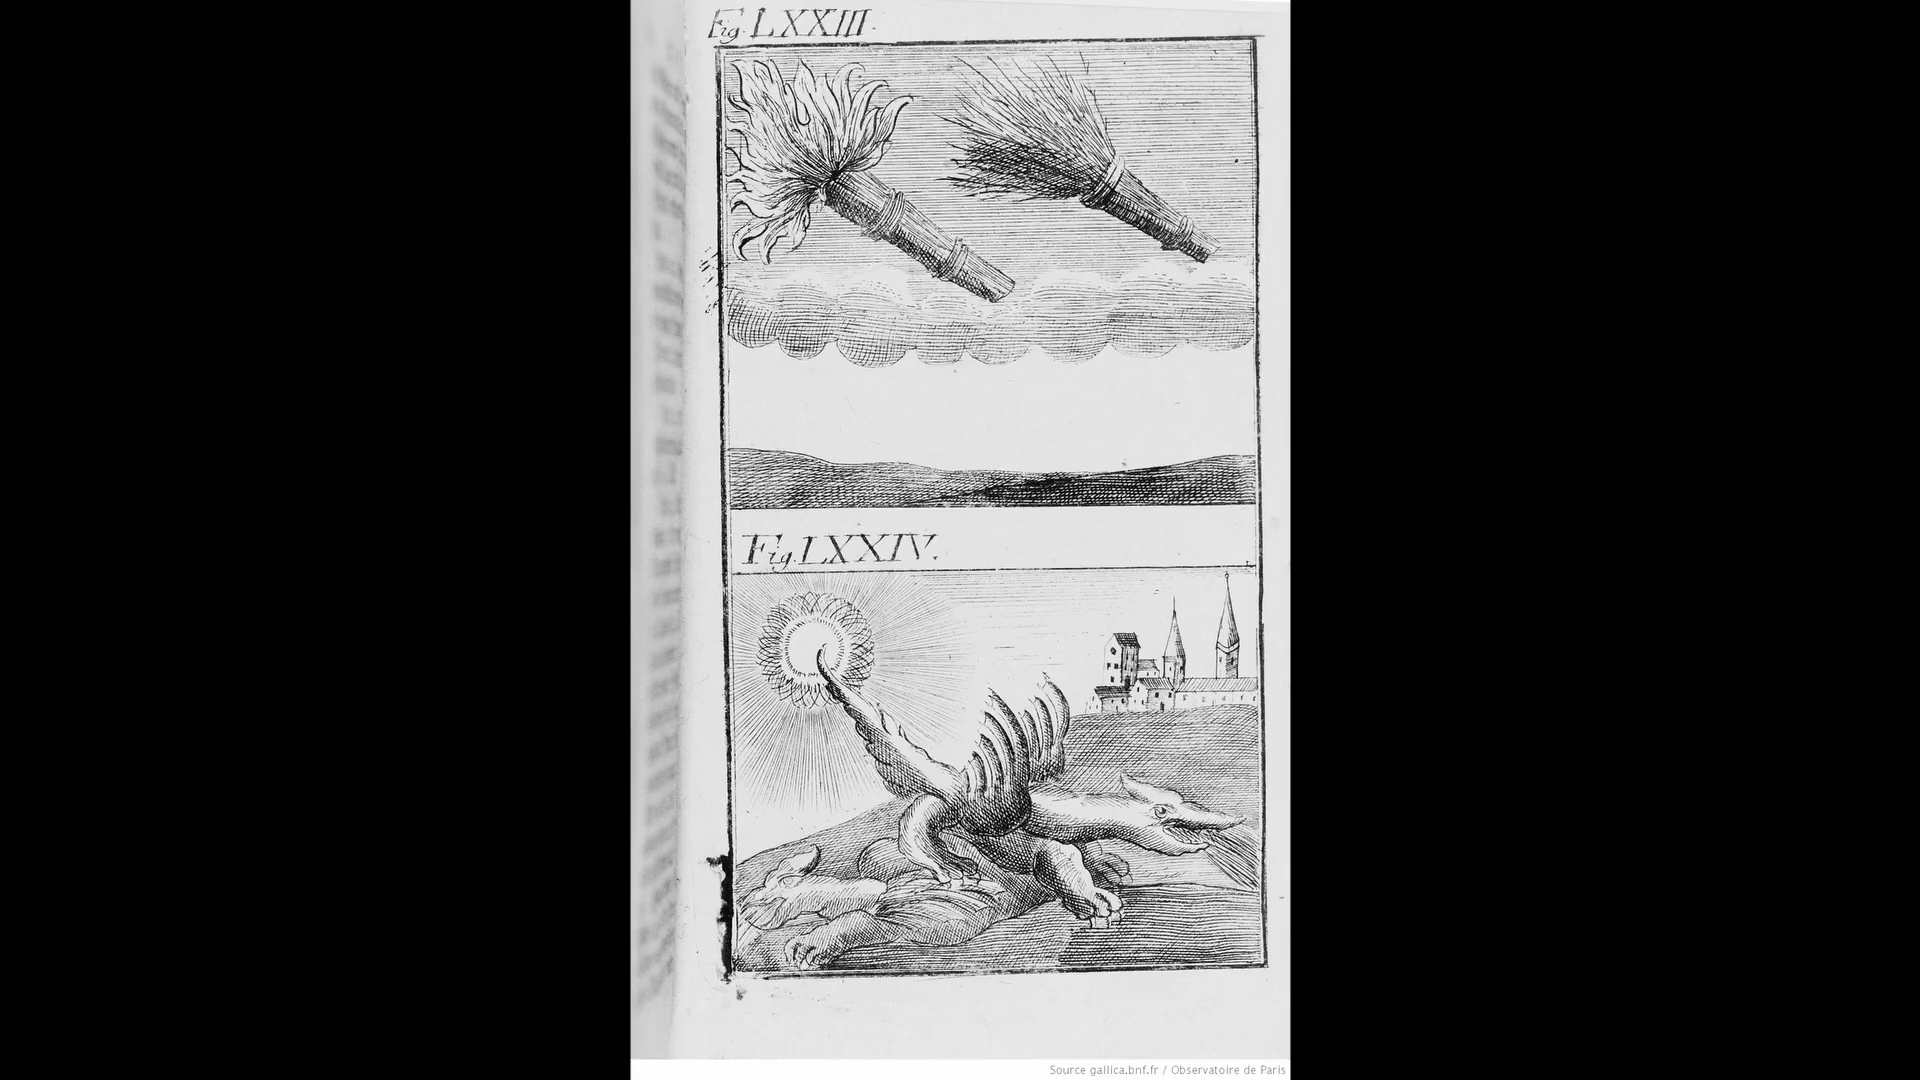 Fig. LXXIII.
Fig. LXXIV.
Source gallica.bnf.fr / Observatoire de Paris